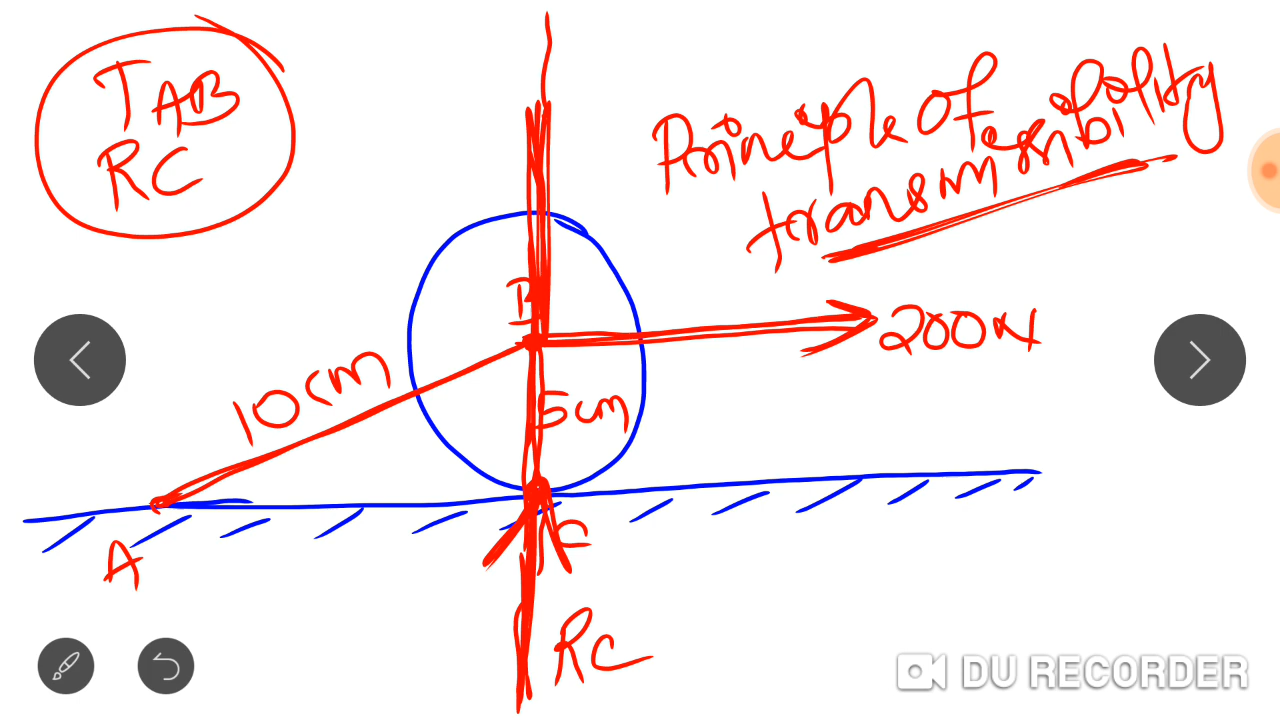 TAB
RC
Principle of
transmissibility
B
200N
10cm
5cm
A
C
RC
DU RECORDER